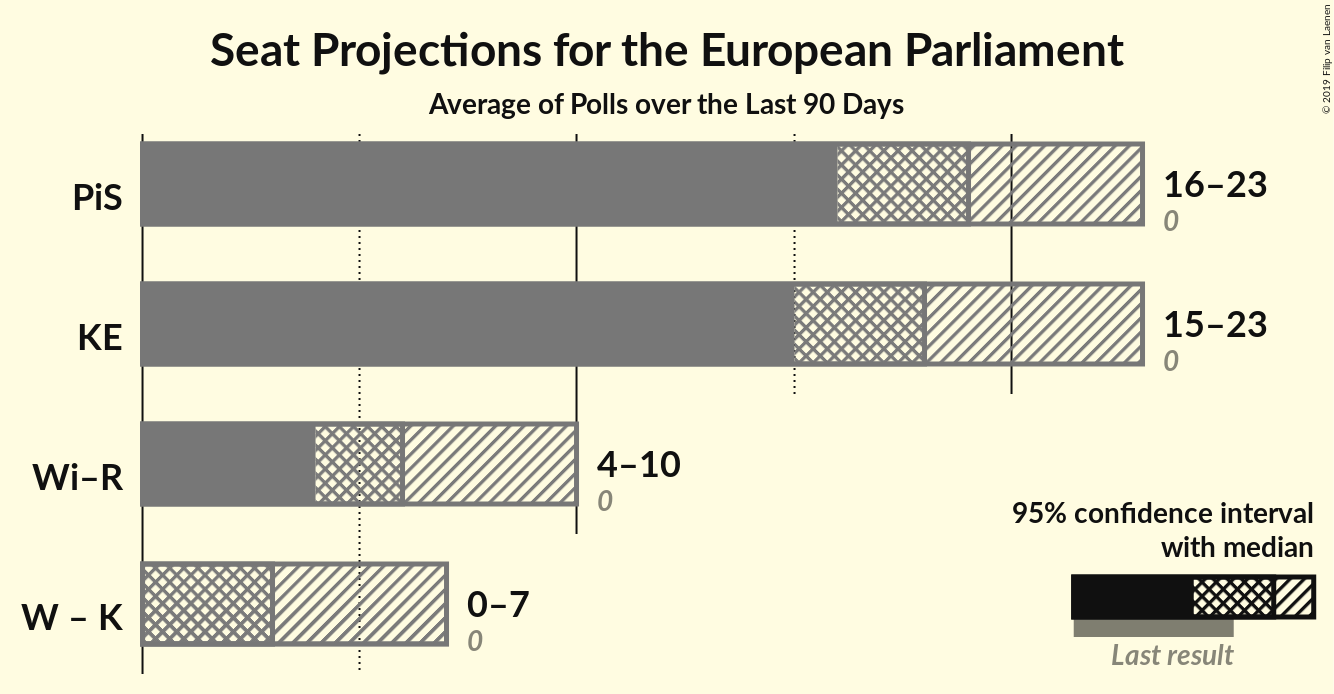 Seat Projections for the European Parliament
Average of Polls over the Last 90 Days
© 2019 Filip van Laenen
PiS
16–23
0
KE
15–23
0
Wi–R
4–10
0
W – K
0–7
0
95% confidence interval
with median
Last result